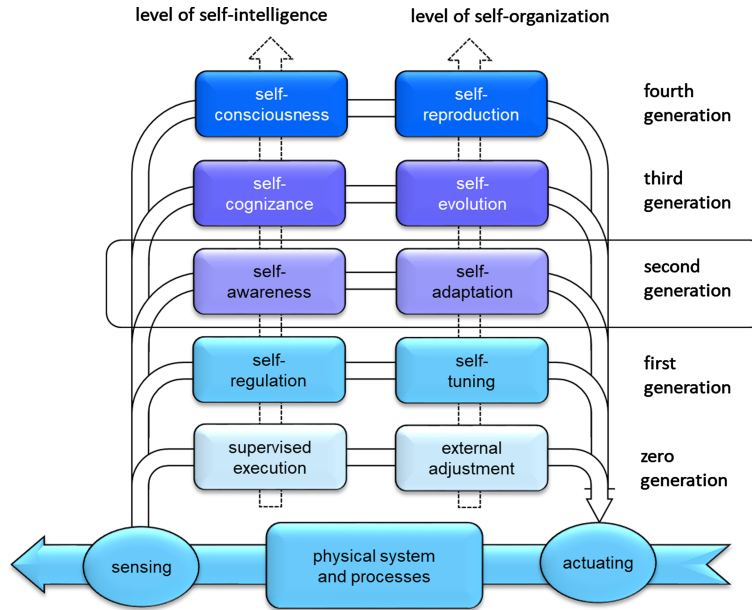 level of self-intelligence
level of self-organization
self-
consciousness
self-
reproduction
fourth
generation
self-
cognizance
self-
evolution
third
generation
self-
awareness
self-
adaptation
second
generation
self-
regulation
self-
tuning
first
generation
supervised
execution
external
adjustment
zero
generation
sensing
physical system
and processes
actuating